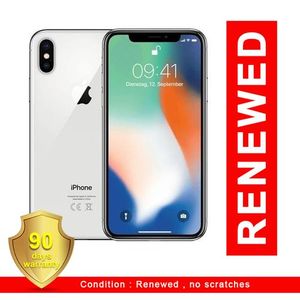 09:41
Dienstag, 12. September
iPhone
RENEWED
90
days
warranty
Condition : Renewed , no scratches